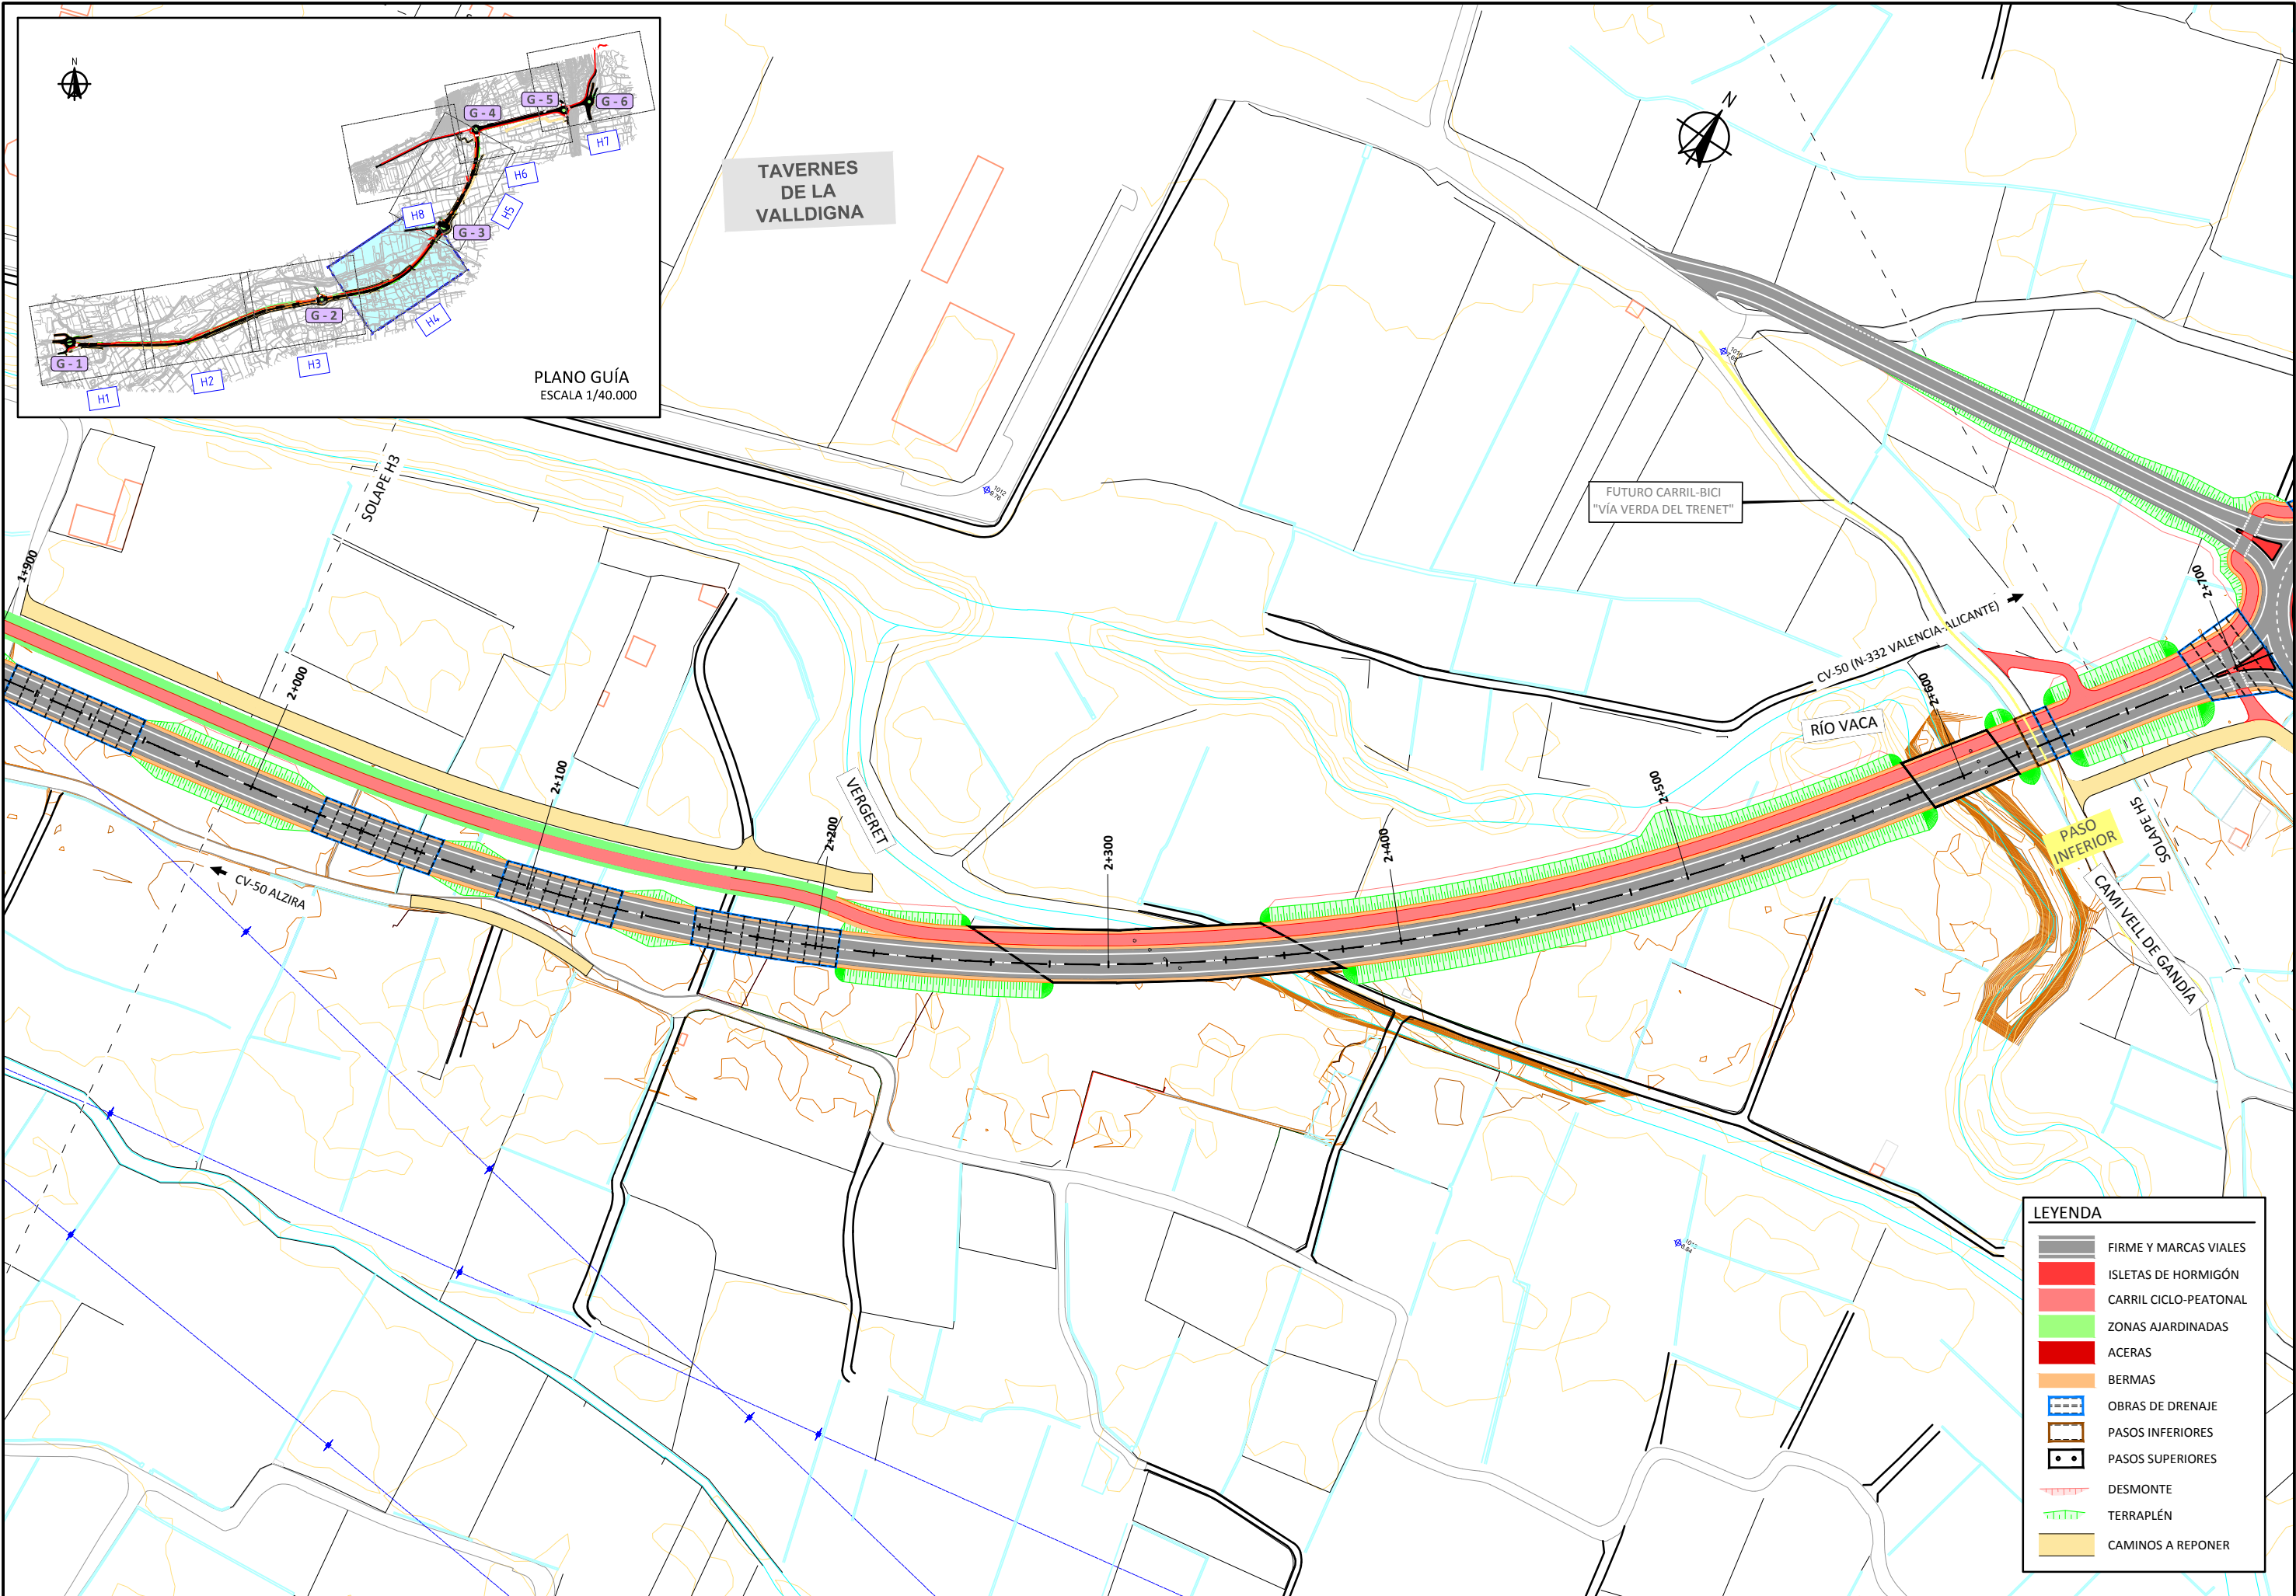 N
G - 1
G - 2
G - 3
G - 4
G - 5
G - 6
H1
H2
H3
H4
H5
H6
H7
H8
PLANO GUÍA
ESCALA 1/40.000
TAVERNES
DE LA
VALLDIGNA
N
SOLAPE H3
1+900
2+000
2+100
2+200
2+300
2+400
2+500
2+600
2+700
CV-50 ALZIRA
VERGERET
FUTURO CARRIL-BICI
"VÍA VERDA DEL TRENET"
CV-50 (N-332 VALENCIA-ALICANTE)
RÍO VACA
PASO
INFERIOR
SOLAPE H5
CAMI VELL DE GANDÍA
1012
LEYENDA
FIRME Y MARCAS VIALES
ISLETAS DE HORMIGÓN
CARRIL CICLO-PEATONAL
ZONAS AJARDINADAS
ACERAS
BERMAS
OBRAS DE DRENAJE
PASOS INFERIORES
PASOS SUPERIORES
DESMONTE
TERRAPLÉN
CAMINOS A REPONER